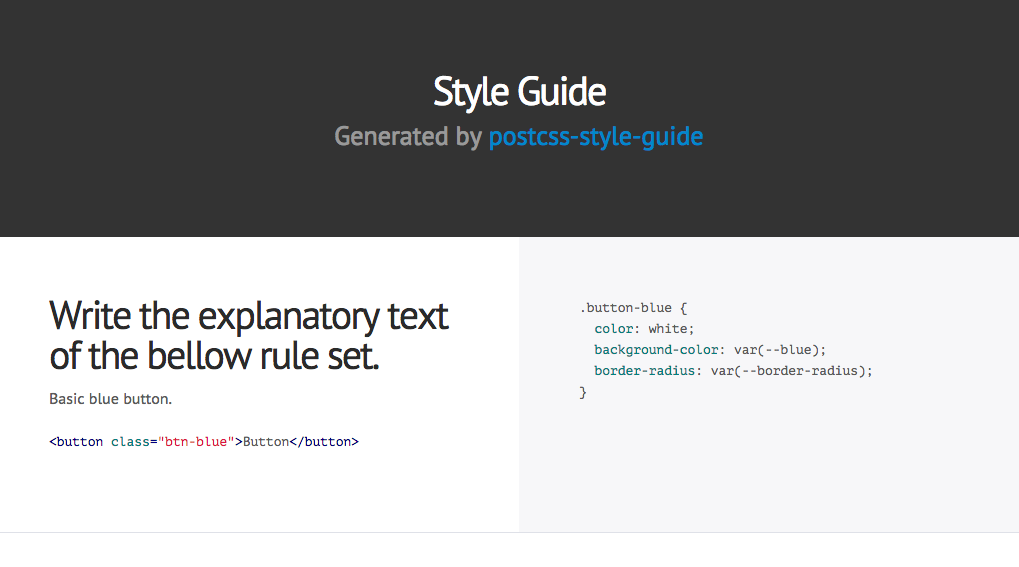 Style Guide
Generated by postcss-style-guide
Write the explanatory text
of the bellow rule set.
Basic blue button.
<button class="btn-blue">Button</button>
.button-blue {
  color: white;
  background-color: var(--blue);
  border-radius: var(--border-radius);
}